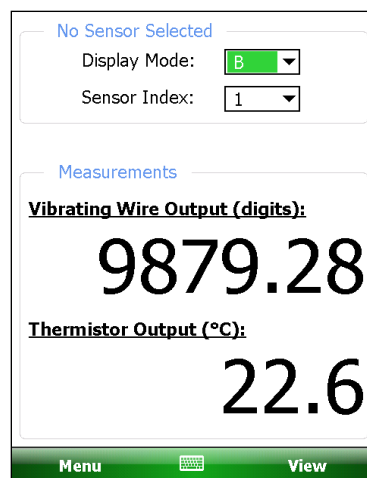 No Sensor Selected
Display Mode: B
Sensor Index: 1
Measurements
Vibrating Wire Output (digits):
9879.28
Thermistor Output (°C):
22.6
Menu View